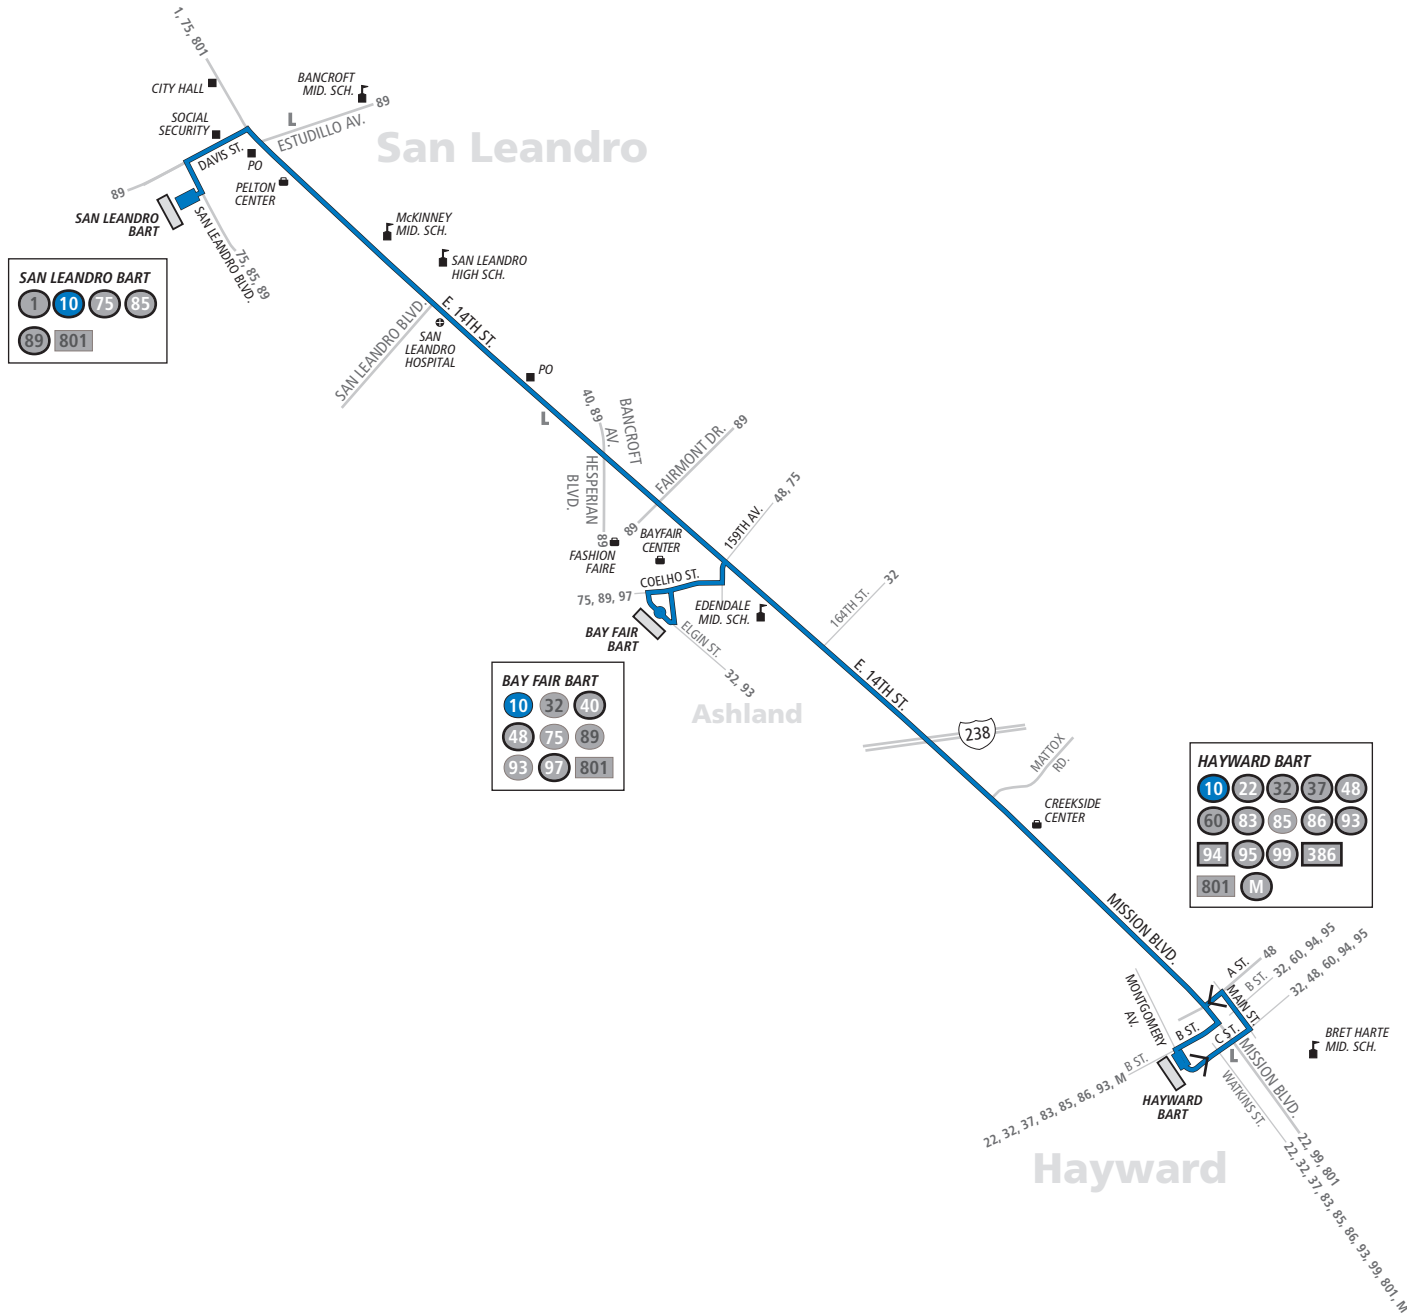 1, 75, 801
CITY HALL
BANCROFT
MID. SCH.
89
SOCIAL
SECURITY
L
ESTUDILLO AV.
San Leandro
DAVIS ST.
PO
89
PELTON
CENTER
SAN LEANDRO
BART
SAN LEANDRO BLVD.
75, 85, 89
McKINNEY
MID. SCH.
SAN LEANDRO
HIGH SCH.
SAN LEANDRO BART
1 10 75 85
89 801
SAN LEANDRO BLVD.
E. 14TH ST.
SAN
LEANDRO
HOSPITAL
PO
L
40, 89
BANCROFT
AV.
HESPERIAN
BLVD.
89
FAIRMONT DR.
89
89
FASHION
FAIRE
BAYFAIR
CENTER
159TH AV.
48, 75
COELHO ST.
75, 89, 97
EDENDALE
MID. SCH.
164TH ST.
32
BAY FAIR
BART
ELGIN ST.
32, 93
BAY FAIR BART
10 32 40
48 75 89
93 97 801
Ashland
E. 14TH ST.
238
MATTOX
RD.
CREEKSIDE
CENTER
HAYWARD BART
10 22 32 37 48
60 83 85 86 93
94 95 99 386
801 M
MISSION BLVD.
A ST.
48
B ST.
32, 60, 94, 95
32, 48, 60, 94, 95
MAIN ST.
MONTGOMERY
AV.
B ST.
C ST.
L
BRET HARTE
MID. SCH.
B ST.
22, 32, 37, 83, 85, 86, 93, M
HAYWARD
BART
WATKINS ST.
MISSION BLVD.
22, 99, 801
22, 32, 37, 83, 85, 86, 93, 99, 801, M
Hayward